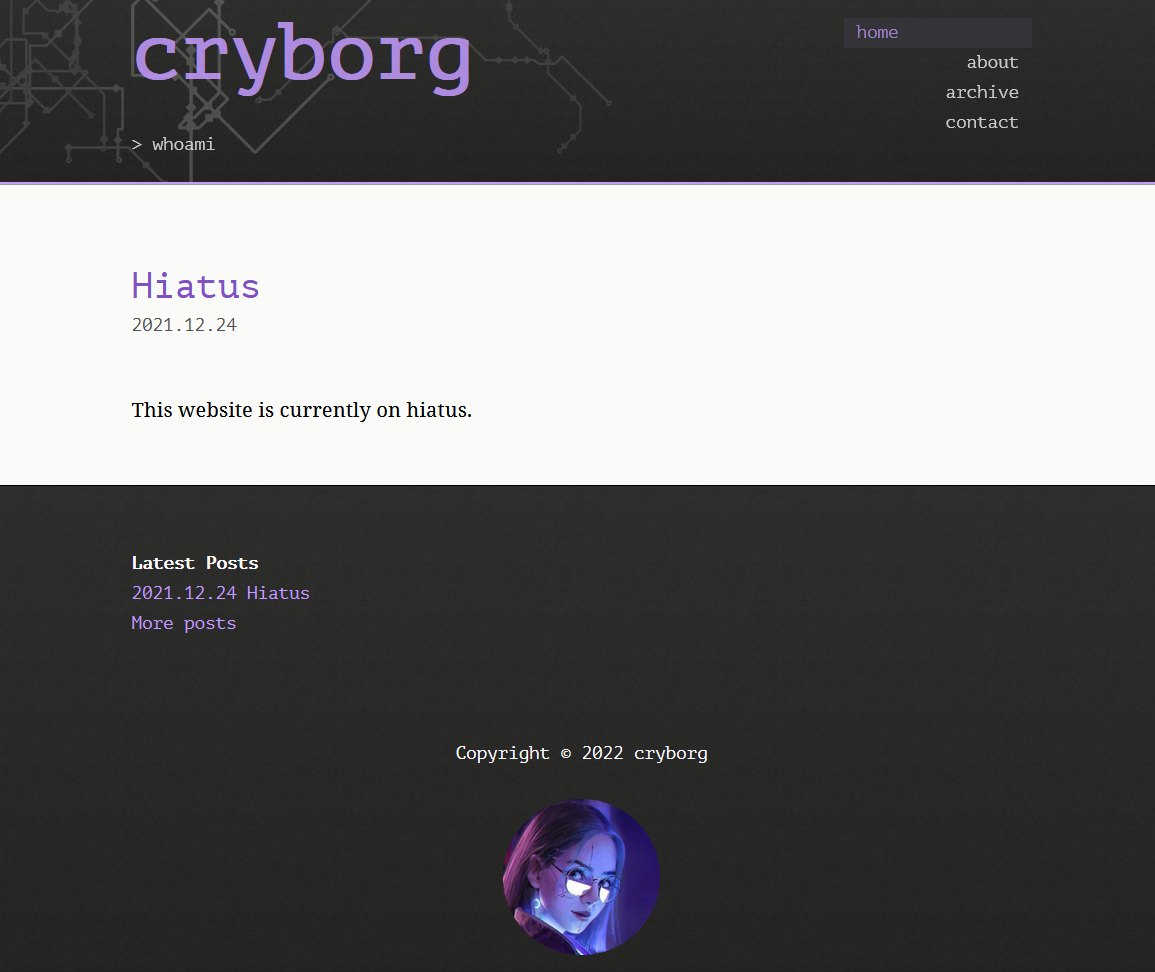 cryborg
> whoami
home
about
archive
contact
Hiatus
2021.12.24
This website is currently on hiatus.
Latest Posts
2021.12.24 Hiatus
More posts
Copyright © 2022 cryborg